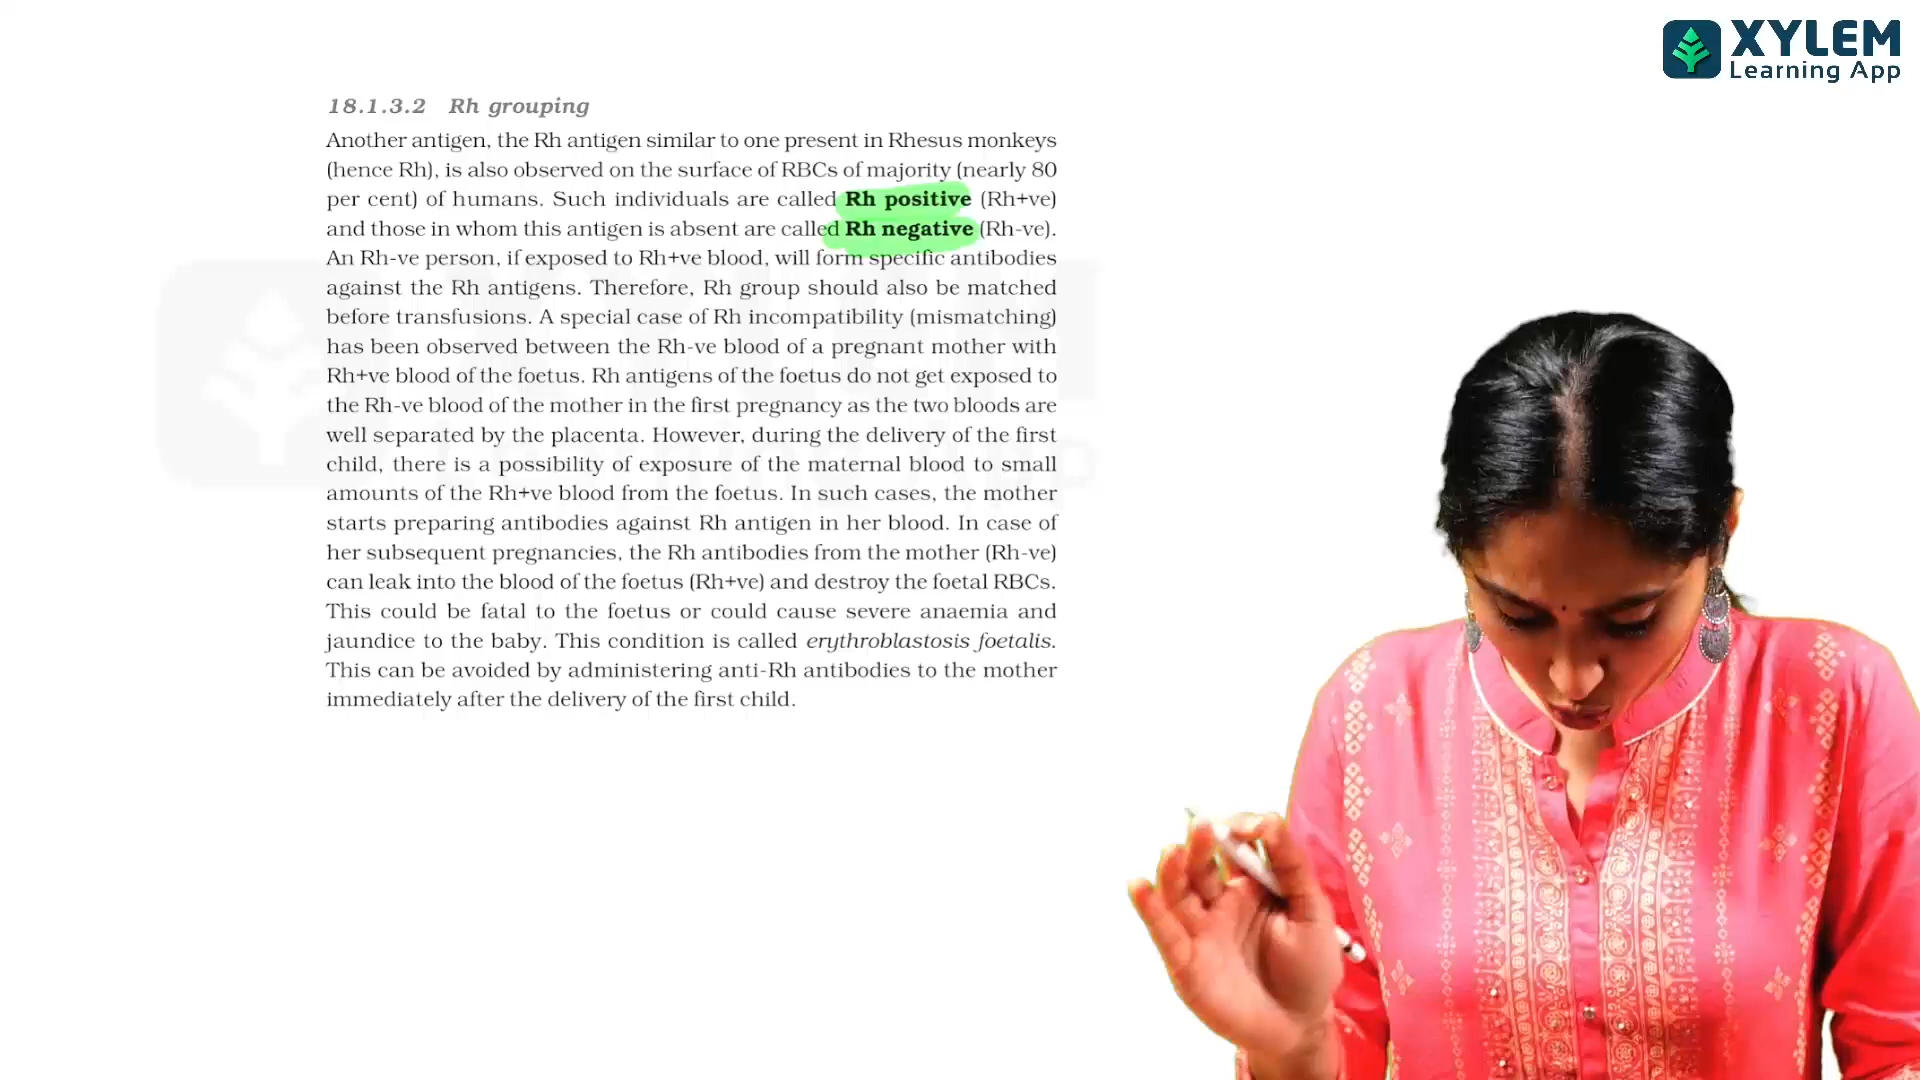 XYLEM
Learning App
18.1.3.2 Rh grouping
Another antigen, the Rh antigen similar to one present in Rhesus monkeys
(hence Rh), is also observed on the surface of RBCs of majority (nearly 80
per cent) of humans. Such individuals are called Rh positive (Rh+ve)
and those in whom this antigen is absent are called Rh negative (Rh-ve).
An Rh-ve person, if exposed to Rh+ve blood, will form specific antibodies
against the Rh antigens. Therefore, Rh group should also be matched
before transfusions. A special case of Rh incompatibility (mismatching)
has been observed between the Rh-ve blood of a pregnant mother with
Rh+ve blood of the foetus. Rh antigens of the foetus do not get exposed to
the Rh-ve blood of the mother in the first pregnancy as the two bloods are
well separated by the placenta. However, during the delivery of the first
child, there is a possibility of exposure of the maternal blood to small
amounts of the Rh+ve blood from the foetus. In such cases, the mother
starts preparing antibodies against Rh antigen in her blood. In case of
her subsequent pregnancies, the Rh antibodies from the mother (Rh-ve)
can leak into the blood of the foetus (Rh+ve) and destroy the foetal RBCs.
This could be fatal to the foetus or could cause severe anaemia and
jaundice to the baby. This condition is called erythroblastosis foetalis.
This can be avoided by administering anti-Rh antibodies to the mother
immediately after the delivery of the first child.